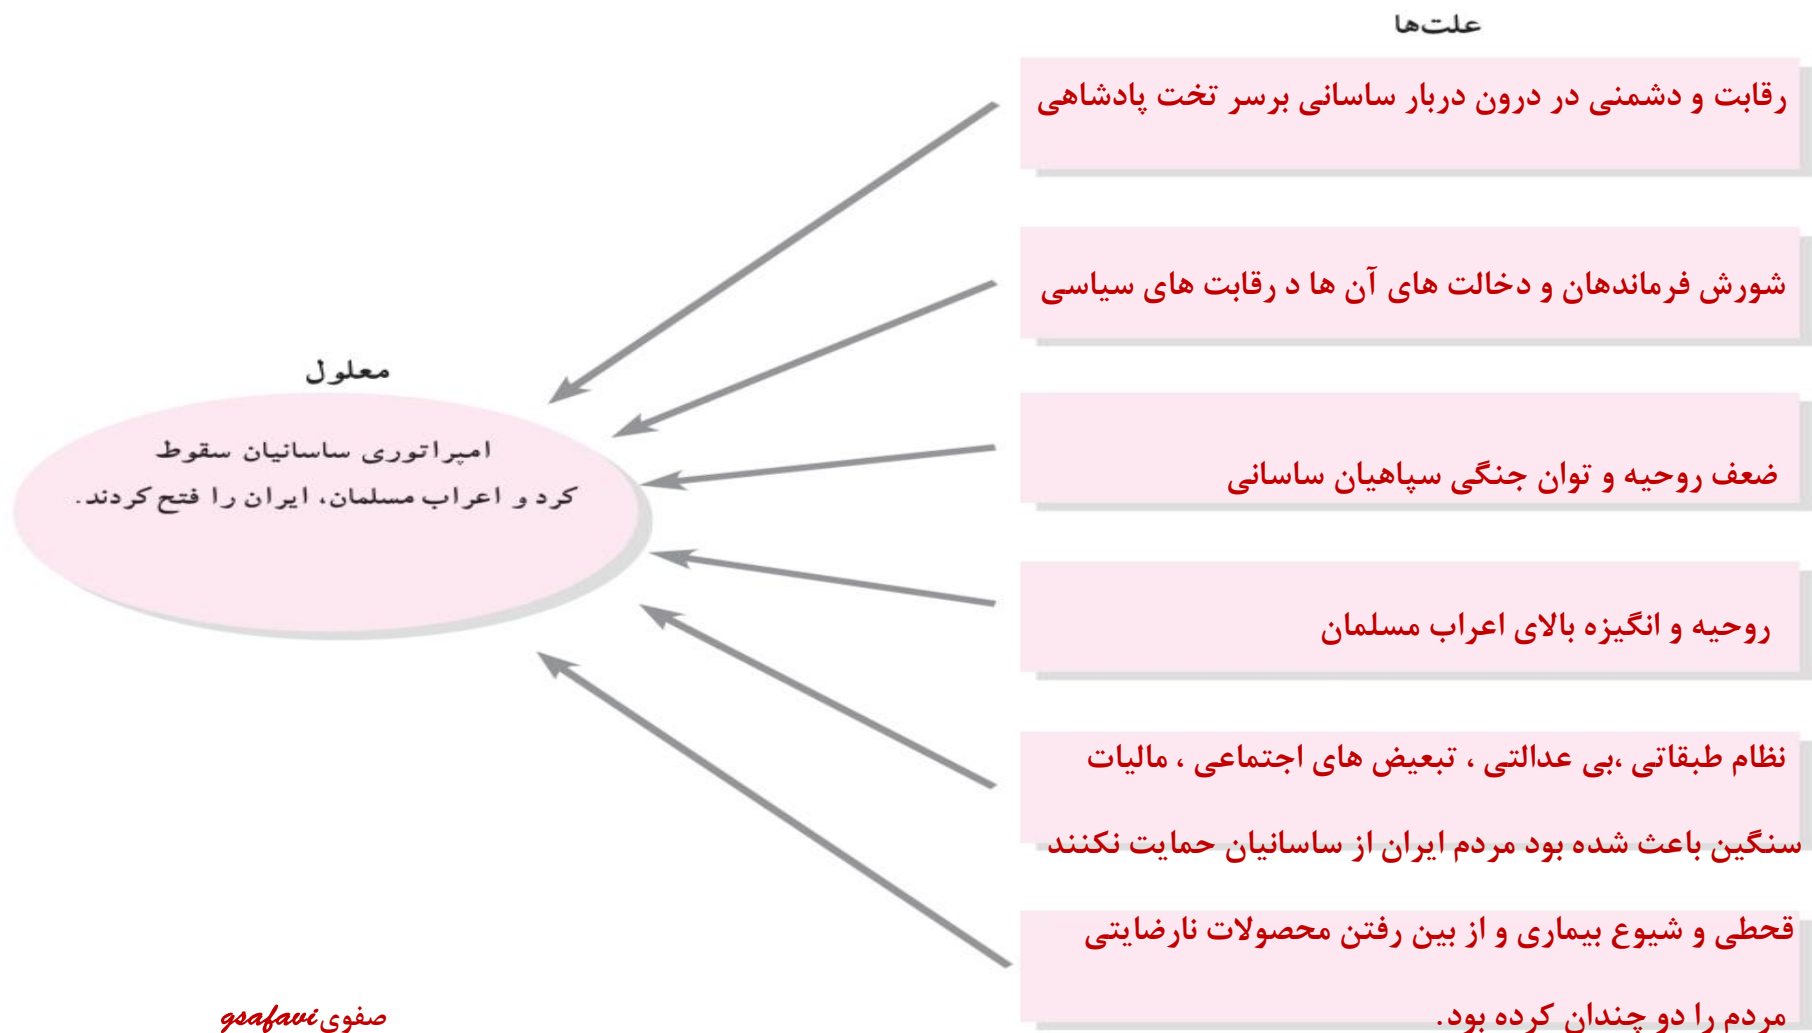 علت‌ها
رقابت و دشمنی در درون دربار ساسانی برسر تخت پادشاهی
شورش فرماندهان و دخالت های آن ها د رقابت های سیاسی
ضعف روحیه و توان جنگی سپاهیان ساسانی
روحیه و انگیزه بالای اعراب مسلمان
نظام طبقاتی ،بی عدالتی ، تبعیض های اجتماعی ، مالیات
سنگین باعث شده بود مردم ایران از ساسانیان حمایت نکنند
قحطی و شیوع بیماری و از بین رفتن محصولات نارضایتی
مردم را دو چندان کرده بود.
معلول
امپراتوری ساسانیان سقوط
کرد و اعراب مسلمان، ایران را فتح کردند.
صفوی gsafavi